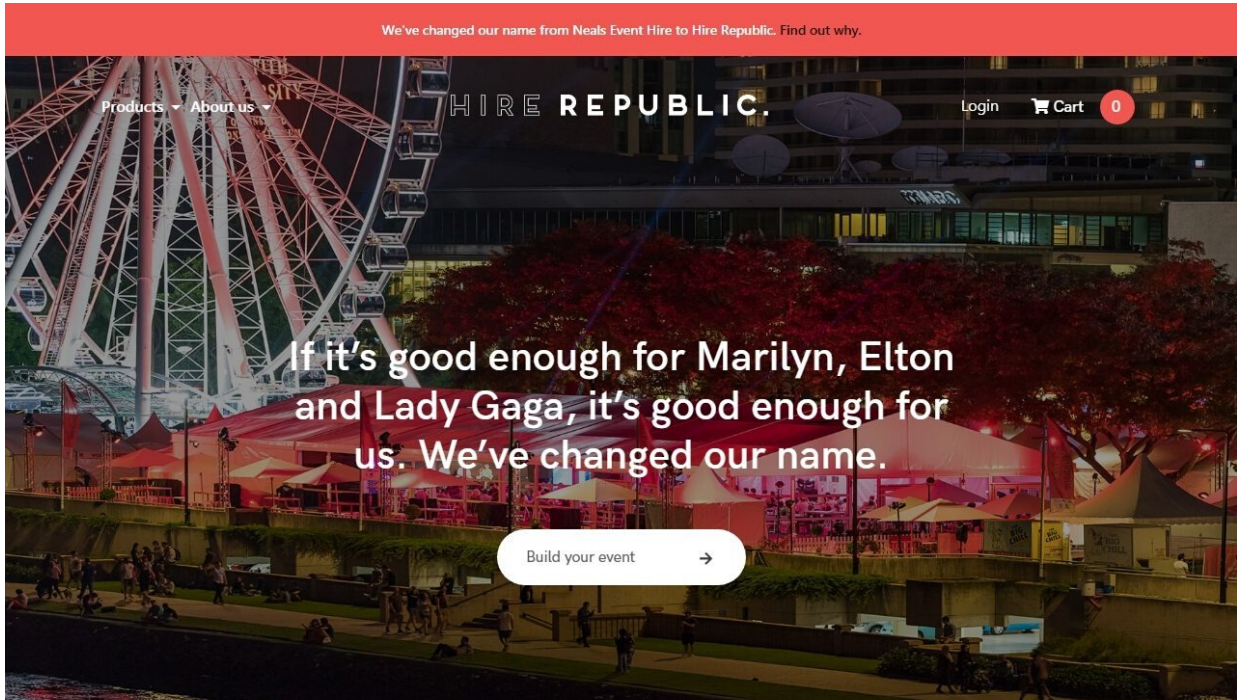 We've changed our name from Neals Event Hire to Hire Republic. Find out why.
Products About us
HIRE REPUBLIC.
Login Cart 0
If it's good enough for Marilyn, Elton
and Lady Gaga, it's good enough for
us. We've changed our name.
Build your event